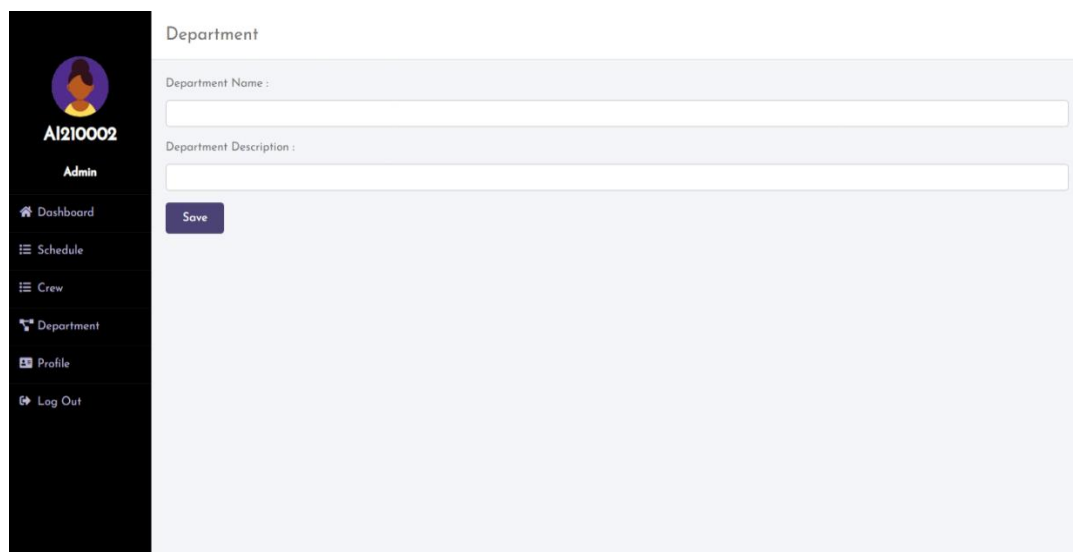 AI210002
Admin
Dashboard
Schedule
Crew
Department
Profile
Log Out
Department
Department Name :
Department Description :
Save